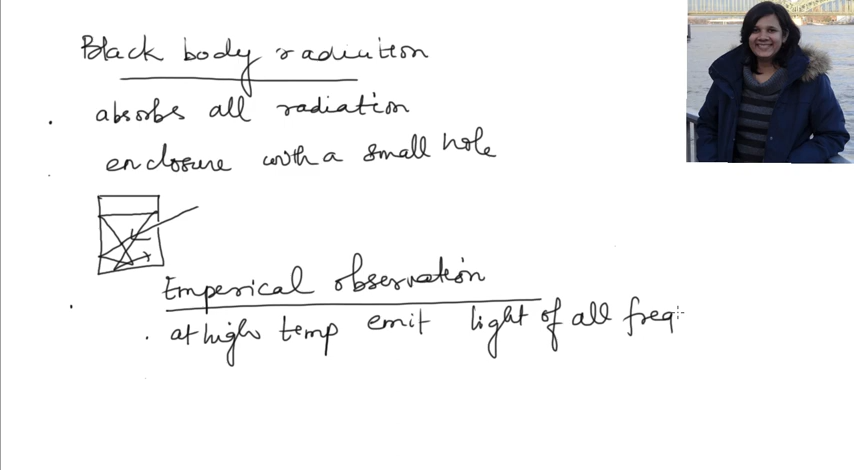 Black body radiation
. absorbs all radiation
. enclosure with a small hole
Emperical observation
. at high temp emit light of all freq